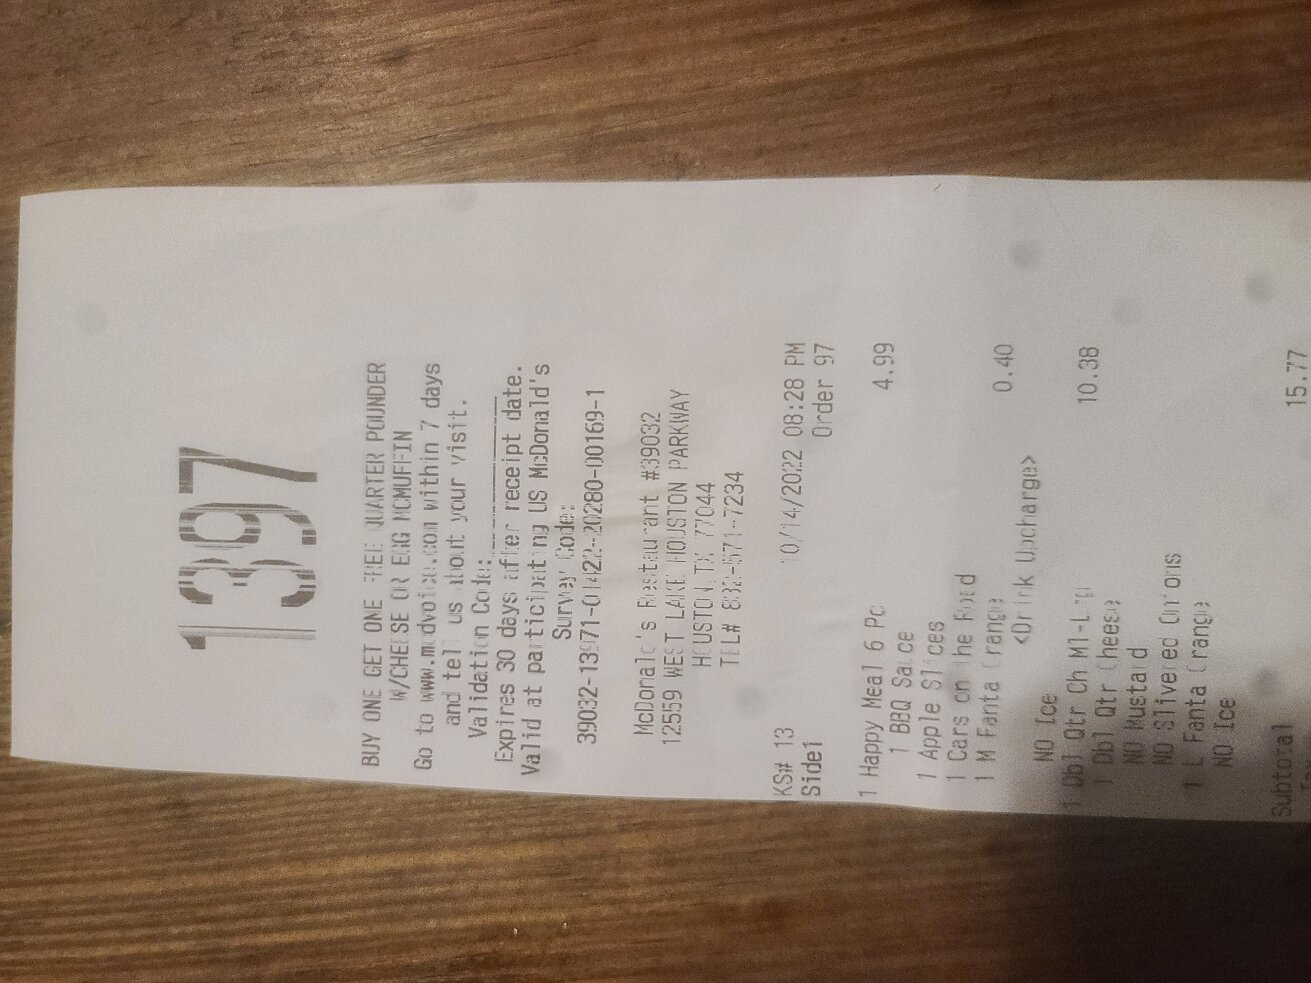 1397
BUY ONE GET ONE FREE QUARTER POUNDER
W/CHEESE OR EGG MCMUFFIN
Go to www.mcdvoice.com within 7 days
and tell us about your visit.
Validation Code:
Expires 30 days after receipt date.
Valid at participating US McDonald's
Survey Code:
39032-13971-01422-20280-00169-1
McDonald's Restaurant #39032
12559 WEST LAKE HOUSTON PARKWAY
HOUSTON, TX 77044
TEL# 832-671-7234
KS# 13 10/14/2022 08:28 PM
Side1 Order 97
1 Happy Meal 6 Pc 4.99
1 BBQ Sauce
1 Apple Slices
1 Cars on the Road
1 M Fanta Orange 0.40
<Drink Upcharge>
NO Ice
1 Dbl Qtr Ch Ml-Lg 10.38
1 Dbl Qtr Cheese
NO Mustard
NO Slivered Onions
1 L Fanta Orange
NO Ice
Subtotal 15.77